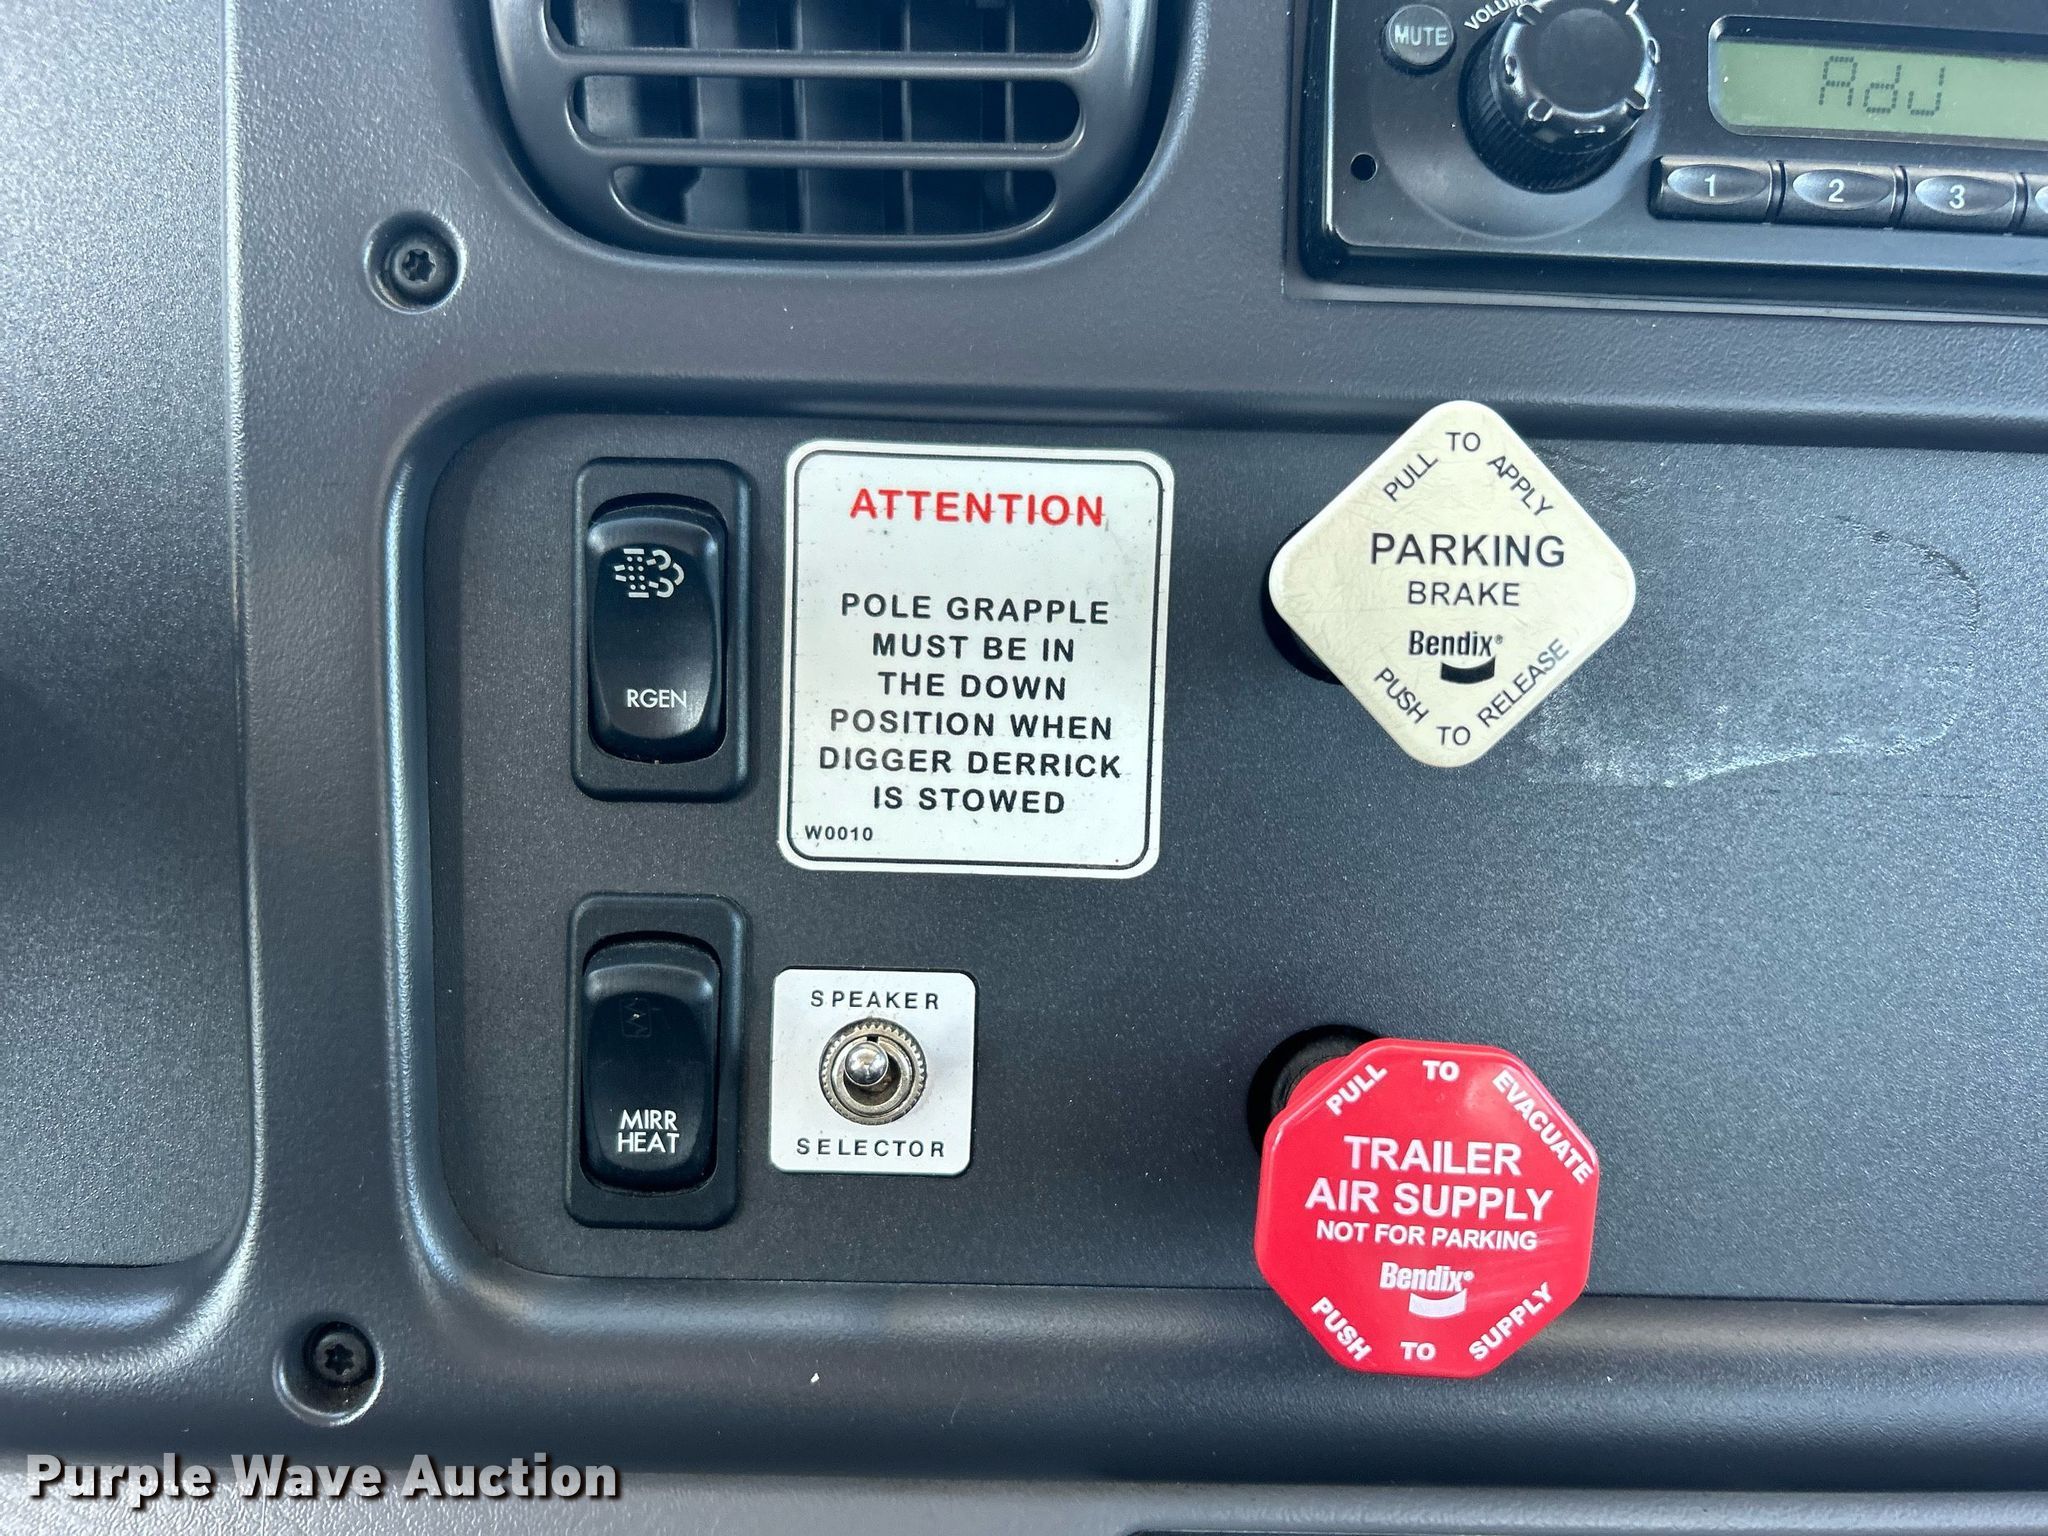 MUTE
VOLUME
AdJ
1 2 3
ATTENTION
POLE GRAPPLE
MUST BE IN
THE DOWN
POSITION WHEN
DIGGER DERRICK
IS STOWED
W0010
RGEN
PULL TO APPLY
PARKING
BRAKE
Bendix®
PUSH TO RELEASE
MIRR
HEAT
SPEAKER
SELECTOR
PULL TO EVACUATE
TRAILER
AIR SUPPLY
NOT FOR PARKING
Bendix®
PUSH TO SUPPLY
Purple Wave Auction